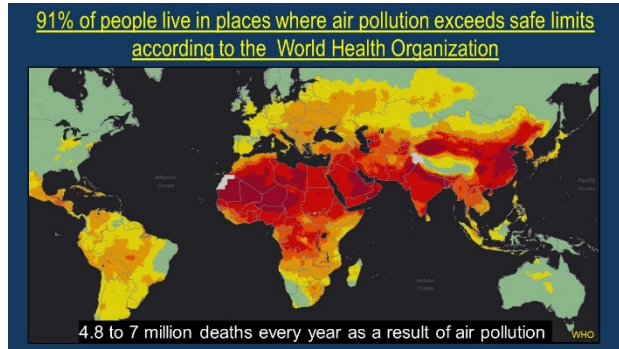 91% of people live in places where air pollution exceeds safe limits
according to the World Health Organization
Atlantic
Ocean
Pacific
Ocean
Indian
Ocean
4.8 to 7 million deaths every year as a result of air pollution
WHO